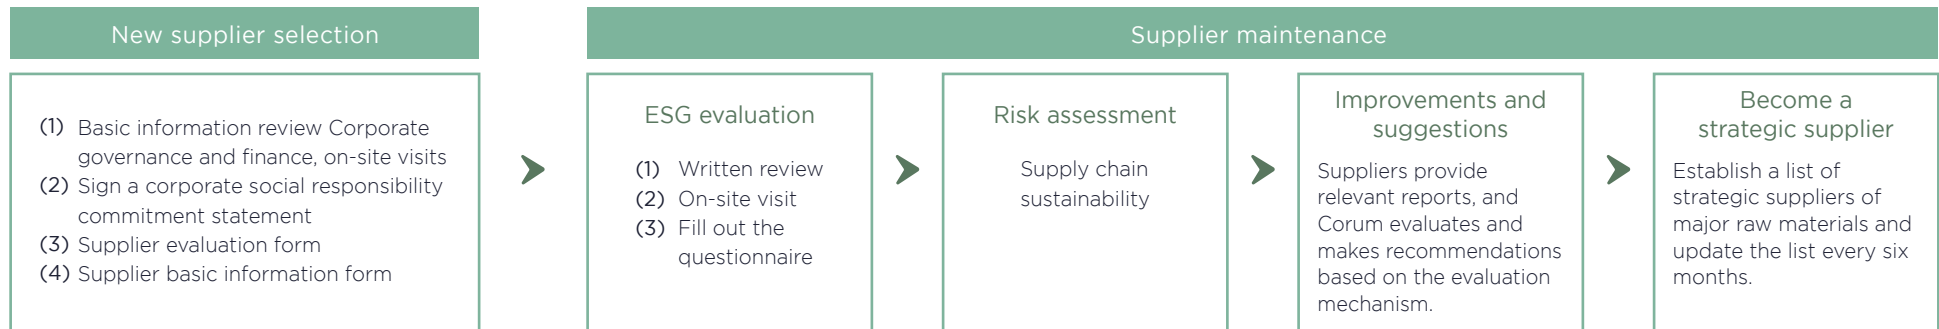 New supplier selection
Supplier maintenance
(1) Basic information review Corporate
governance and finance, on-site visits
(2) Sign a corporate social responsibility
commitment statement
(3) Supplier evaluation form
(4) Supplier basic information form
ESG evaluation
(1) Written review
(2) On-site visit
(3) Fill out the
questionnaire
Risk assessment
Supply chain
sustainability
Improvements and
suggestions
Suppliers provide
relevant reports, and
Corum evaluates and
makes recommendations
based on the evaluation
mechanism.
Become a
strategic supplier
Establish a list of
strategic suppliers of
major raw materials and
update the list every six
months.